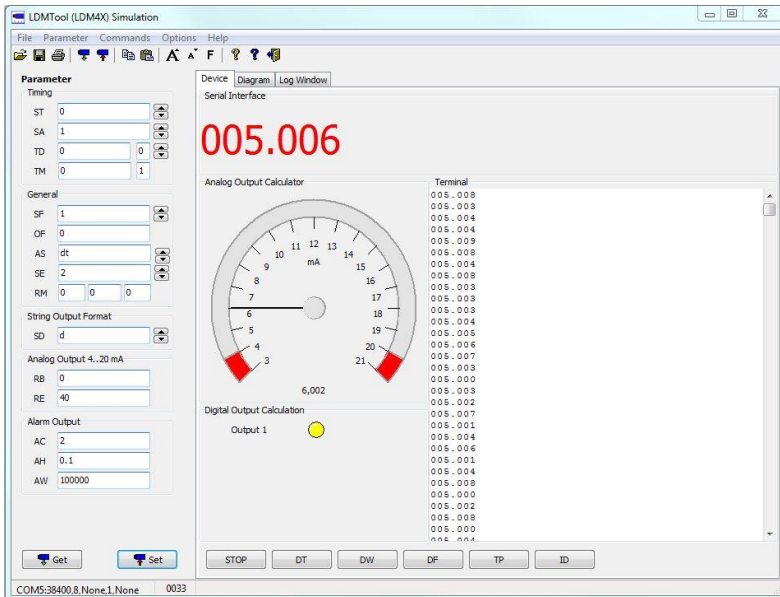 LDMTool (LDM4X) Simulation
File Parameter Commands Options Help
A A F ? ?
Parameter
Timing
ST 0
SA 1
TD 0 0
TM 0 1
General
SF 1
OF 0
AS dt
SE 2
RM 0 0 0
String Output Format
SD d
Analog Output 4..20 mA
RB 0
RE 40
Alarm Output
AC 2
AH 0.1
AW 100000
Get Set
Device Diagram Log Window
Serial Interface
005.006
Analog Output Calculator
3 4 5 6 7 8 9 10 11 12 13 14 15 16 17 18 19 20 21
mA
6,002
Digital Output Calculation
Output 1
Terminal
005.008
005.003
005.004
005.004
005.009
005.008
005.004
005.008
005.003
005.003
005.003
005.004
005.005
005.006
005.007
005.003
005.000
005.003
005.002
005.007
005.001
005.004
005.006
005.001
005.004
005.008
005.000
005.002
005.008
005.000
005.004
STOP DT DW DF TP ID
COM5:38400,8,None,1,None 0033